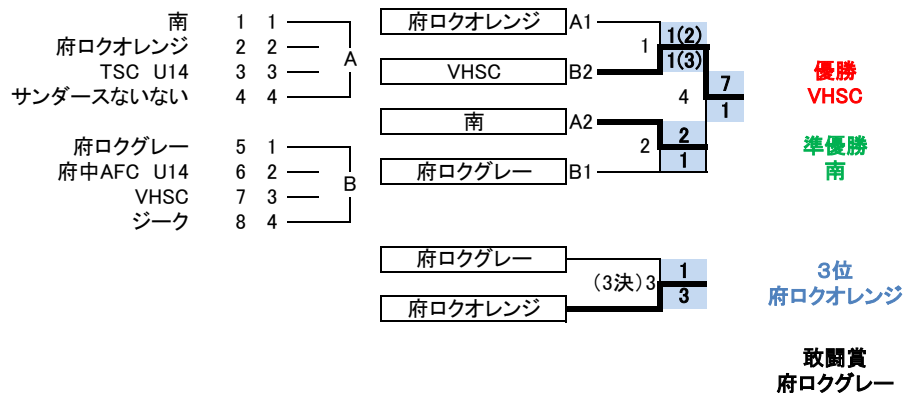 南 1 1
府ロクオレンジ 2 2
TSC U14 3 3
サンダースないない 4 4
A
府ロクグレー 5 1
府中AFC U14 6 2
VHSC 7 3
ジーク 8 4
B
府ロクオレンジ A1
1 1(2)
1(3)
VHSC B2
4 7
1
南 A2
2 2
1
府ロクグレー B1
府ロクグレー
(3決)3 1
3
府ロクオレンジ
優勝
VHSC
準優勝
南
3位
府ロクオレンジ
敢闘賞
府ロクグレー